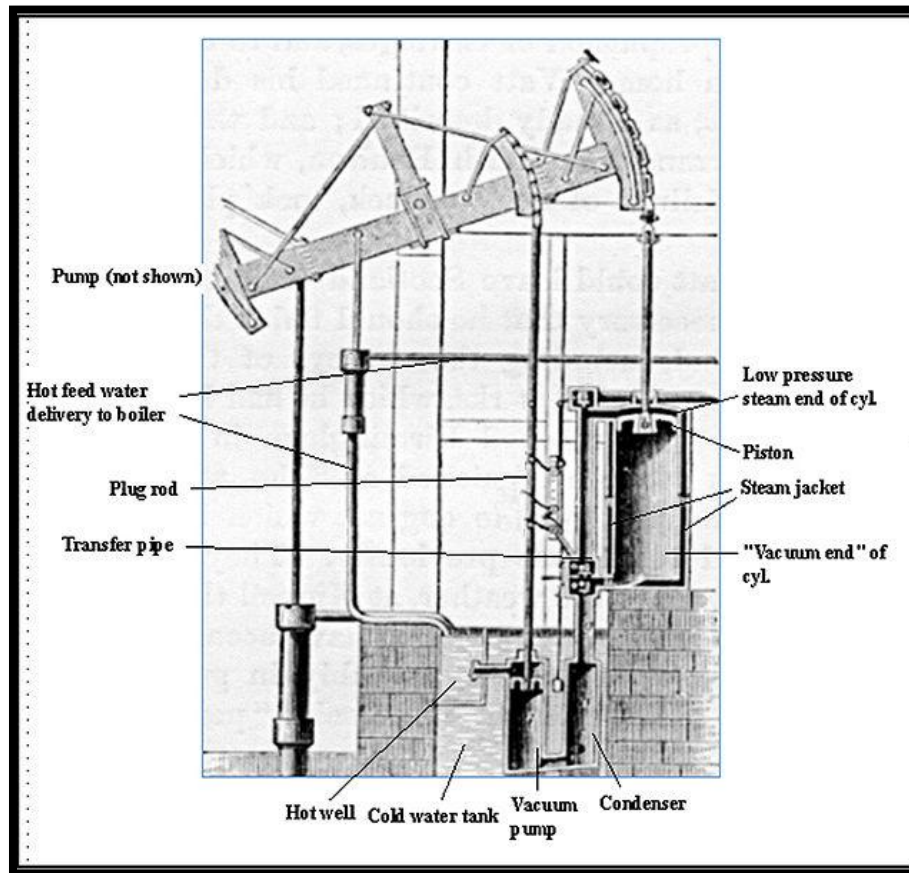 Pump (not shown)
Hot feed water
delivery to boiler
Plug rod
Transfer pipe
Low pressure
steam end of cyl.
Piston
Steam jacket
"Vacuum end" of
cyl.
Hot well
Cold water tank
Vacuum
pump
Condenser